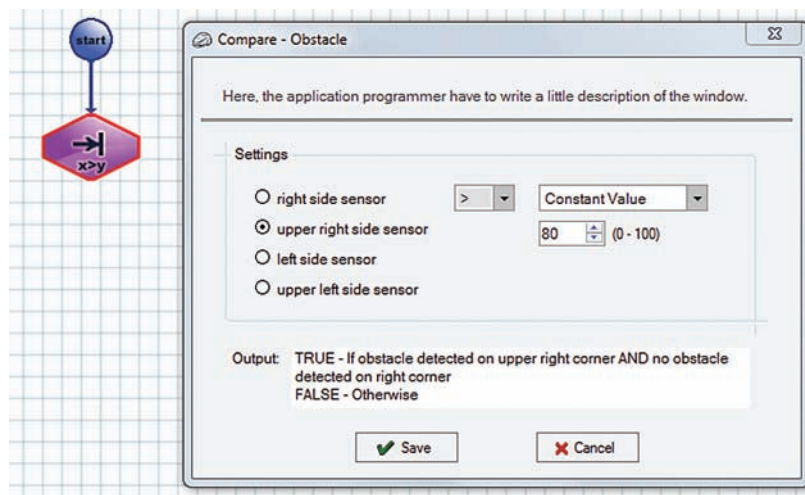 start
x>y
Compare - Obstacle
Here, the application programmer have to write a little description of the window.
Settings
right side sensor
>
Constant Value
upper right side sensor
80
(0 - 100)
left side sensor
upper left side sensor
Output: TRUE - If obstacle detected on upper right corner AND no obstacle
detected on right corner
FALSE - Otherwise
Save
Cancel